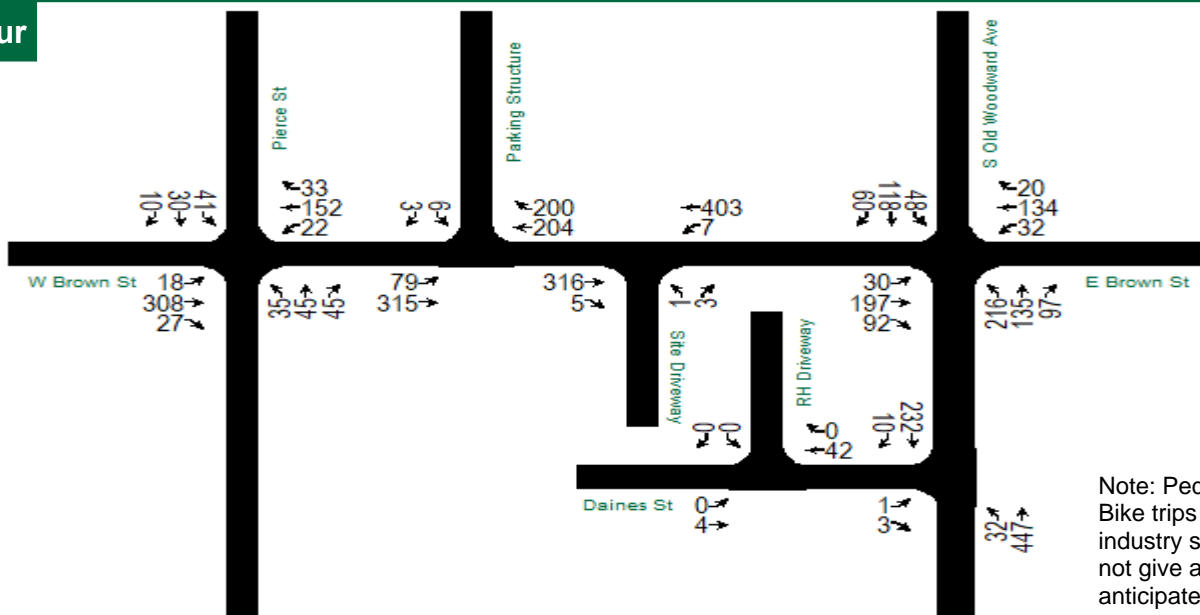 ur
Pierce St
Parking Structure
S Old Woodward Ave
10 30 41
33
152
22
3 6
200
204
403
7
60 118 48
20
134
32
W Brown St
18
308
27
35 45 45
79
315
316
5
1 3
30
197
92
216 135 97
E Brown St
Site Driveway
RH Driveway
0 0
0
42
10 232
Daines St
0
4
1
3
32 447
Note: Ped
Bike trips
industry s
not give a
anticipate